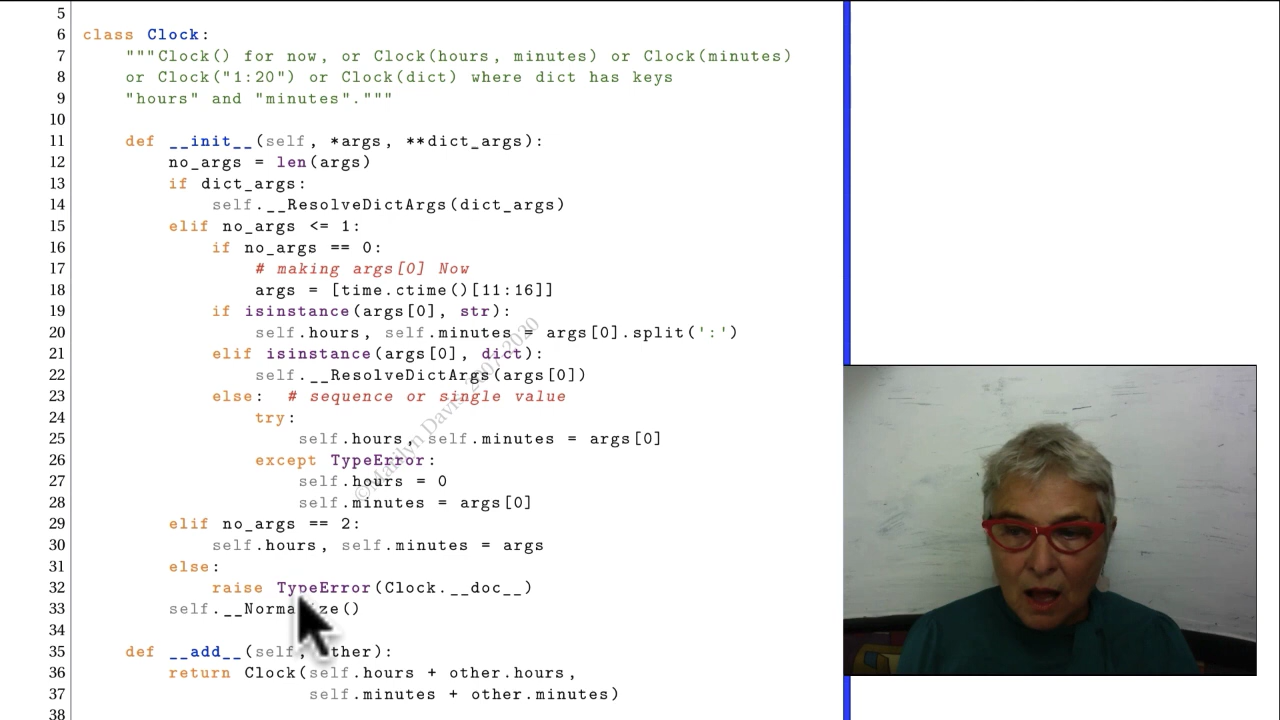 5
6 class Clock:
7 """Clock() for now, or Clock(hours, minutes) or Clock(minutes)
8 or Clock("1:20") or Clock(dict) where dict has keys
9 "hours" and "minutes"."""
10
11 def __init__(self, *args, **dict_args):
12 no_args = len(args)
13 if dict_args:
14 self.__ResolveDictArgs(dict_args)
15 elif no_args <= 1:
16 if no_args == 0:
17 # making args[0] Now
18 args = [time.ctime()[11:16]]
19 if isinstance(args[0], str):
20 self.hours, self.minutes = args[0].split(':')
21 elif isinstance(args[0], dict):
22 self.__ResolveDictArgs(args[0])
23 else: # sequence or single value
24 try:
25 self.hours, self.minutes = args[0]
26 except TypeError:
27 self.hours = 0
28 self.minutes = args[0]
29 elif no_args == 2:
30 self.hours, self.minutes = args
31 else:
32 raise TypeError(Clock.__doc__)
33 self.__Normalize()
34
35 def __add__(self, other):
36 return Clock(self.hours + other.hours,
37 self.minutes + other.minutes)
38
©Marilyn Davis, 2007-2020